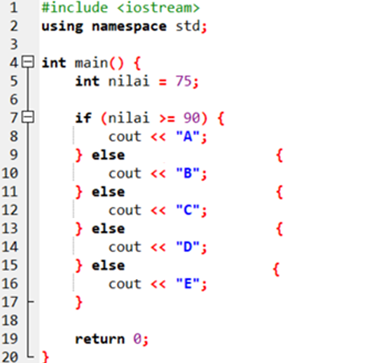 1 #include <iostream>
2 using namespace std;
3
4 int main() {
5     int nilai = 75;
6
7     if (nilai >= 90) {
8         cout << "A";
9     } else                {
10         cout << "B";
11     } else                {
12         cout << "C";
13     } else                {
14         cout << "D";
15     } else                {
16         cout << "E";
17     }
18
19     return 0;
20 }